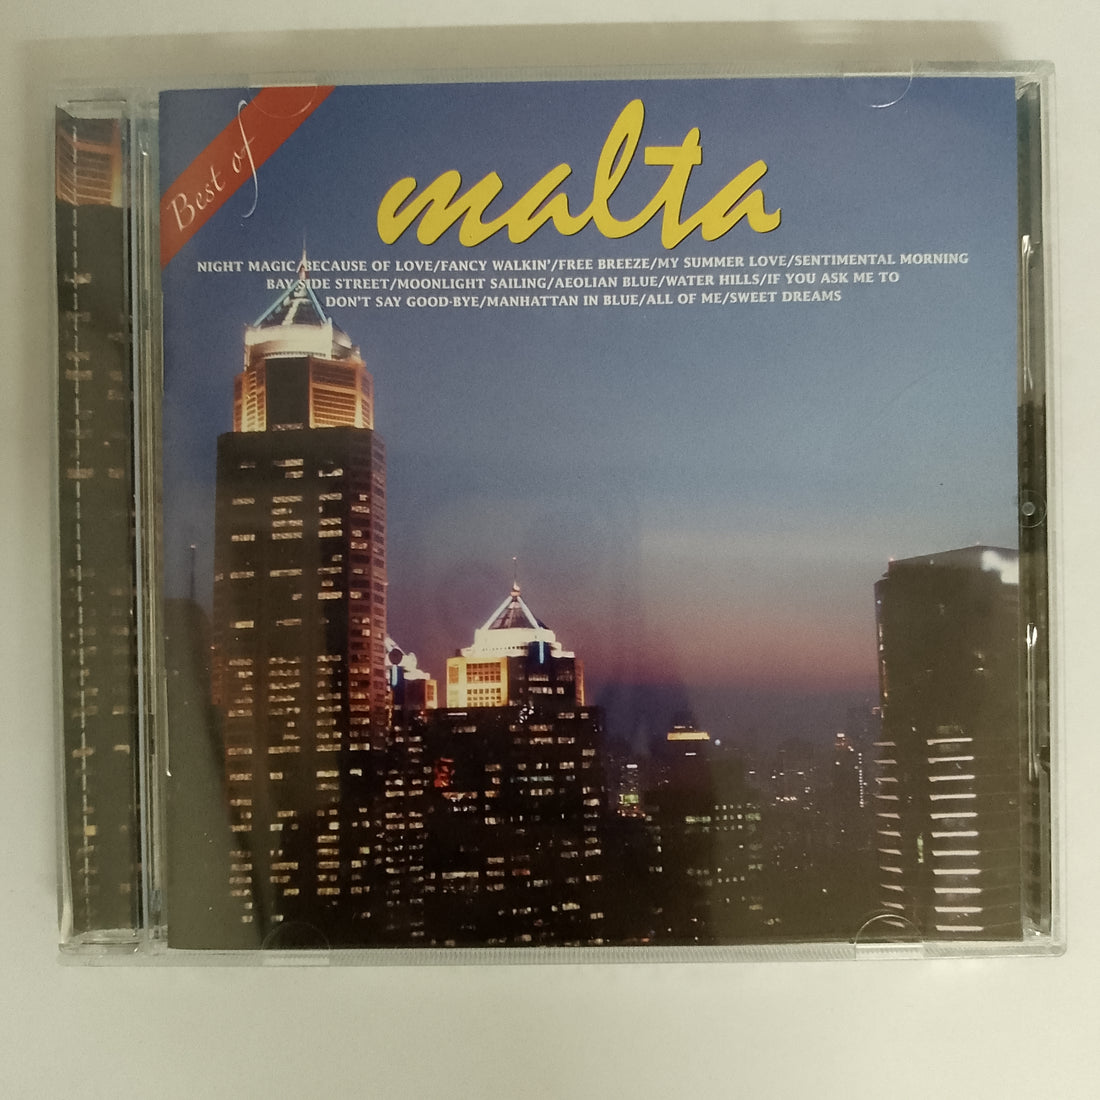 Best of
malta
NIGHT MAGIC/BECAUSE OF LOVE/FANCY WALKIN'/FREE BREEZE/MY SUMMER LOVE/SENTIMENTAL MORNING
BAY SIDE STREET/MOONLIGHT SAILING/AEOLIAN BLUE/WATER HILLS/IF YOU ASK ME TO
DON'T SAY GOOD-BYE/MANHATTAN IN BLUE/ALL OF ME/SWEET DREAMS